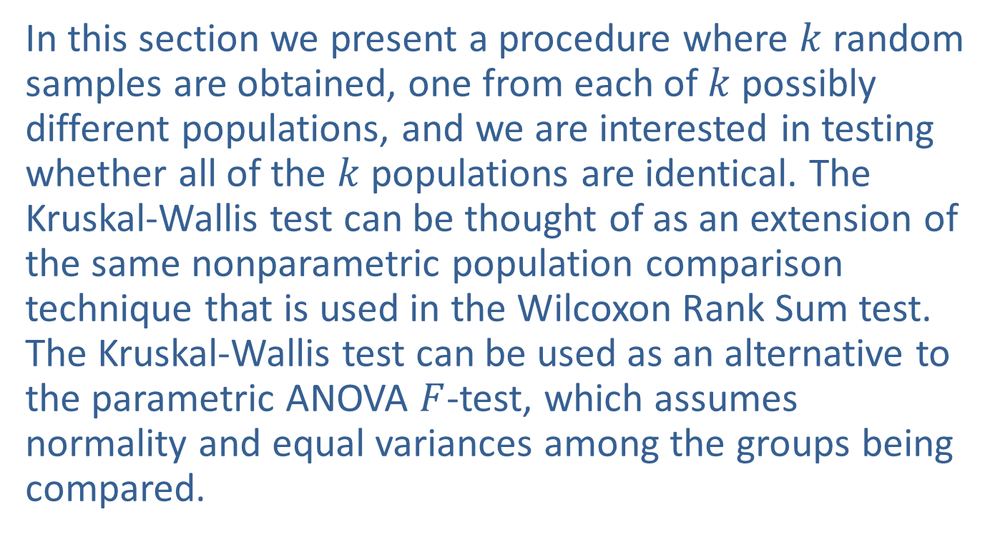 In this section we present a procedure where k random
samples are obtained, one from each of k possibly
different populations, and we are interested in testing
whether all of the k populations are identical. The
Kruskal-Wallis test can be thought of as an extension of
the same nonparametric population comparison
technique that is used in the Wilcoxon Rank Sum test.
The Kruskal-Wallis test can be used as an alternative to
the parametric ANOVA F-test, which assumes
normality and equal variances among the groups being
compared.